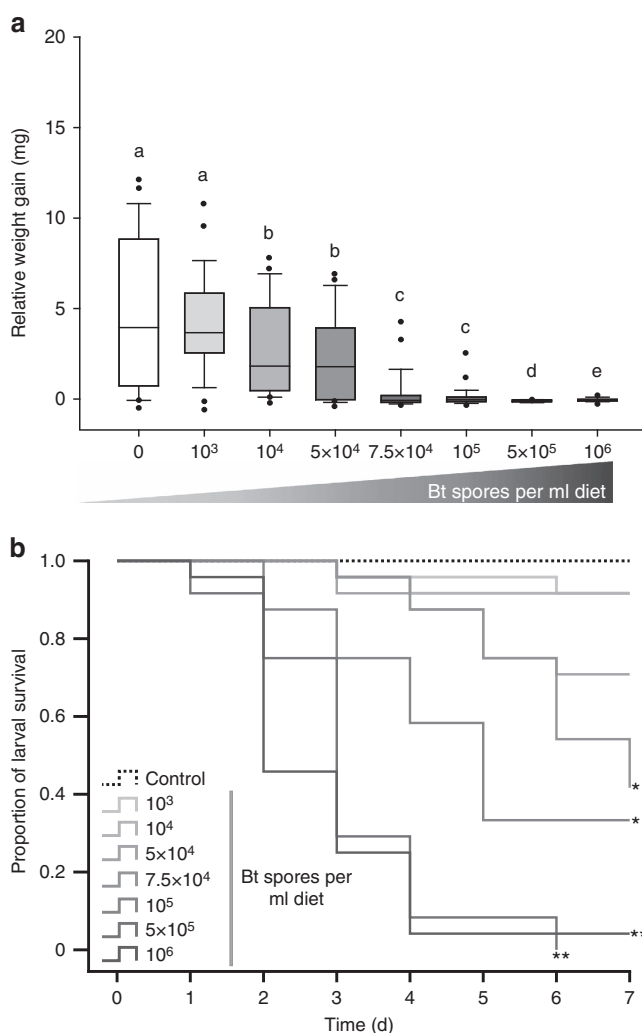 a
20
15
10
5
0
Relative weight gain (mg)
a
a
b
b
c
c
d
e
0
10³
10⁴
5×10⁴
7.5×10⁴
10⁵
5×10⁵
10⁶
Bt spores per ml diet
b
1.0
0.8
0.6
0.4
0.2
0
Proportion of larval survival
Control
10³
10⁴
5×10⁴
7.5×10⁴
10⁵
5×10⁵
10⁶
Bt spores per
ml diet
*
*
**
**
0
1
2
3
4
5
6
7
Time (d)